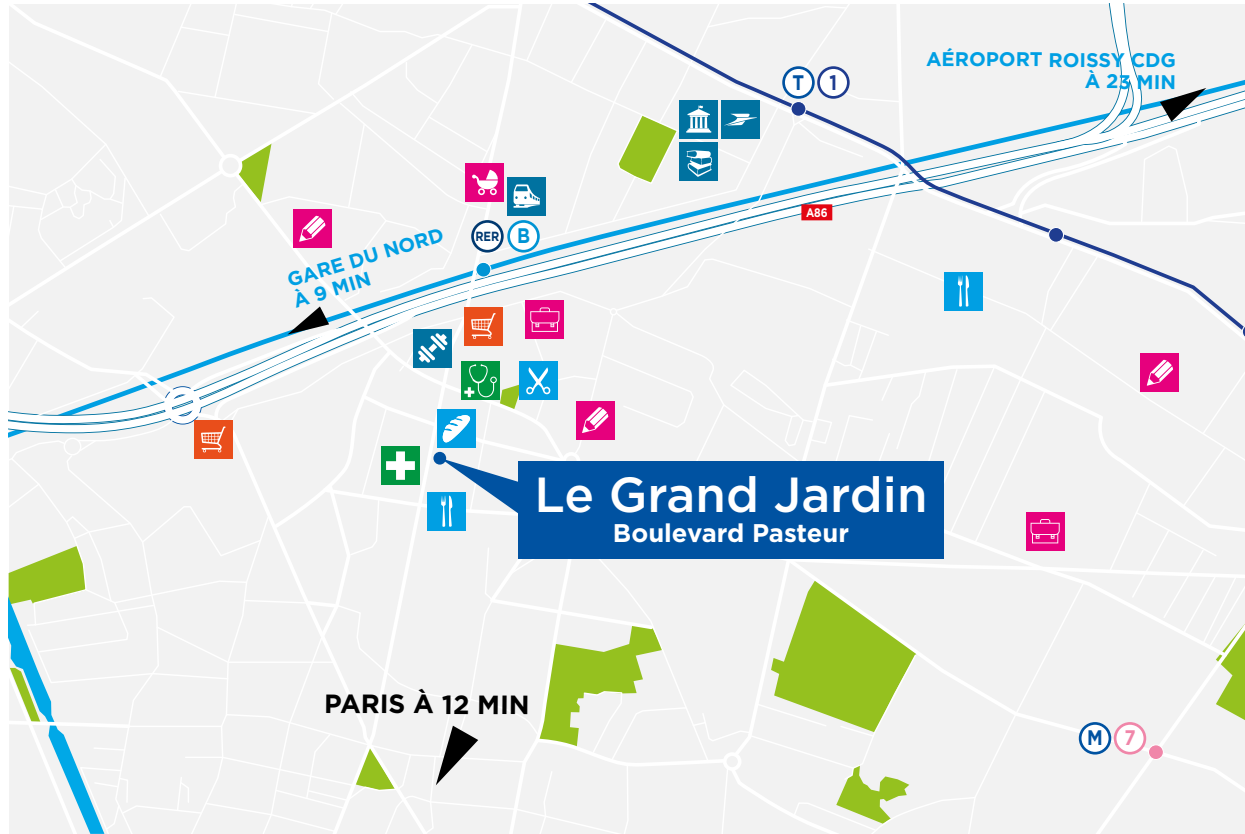 AÉROPORT ROISSY CDG
À 23 MIN
T 1
A86
RER B
GARE DU NORD
À 9 MIN
Le Grand Jardin
Boulevard Pasteur
PARIS À 12 MIN
M 7